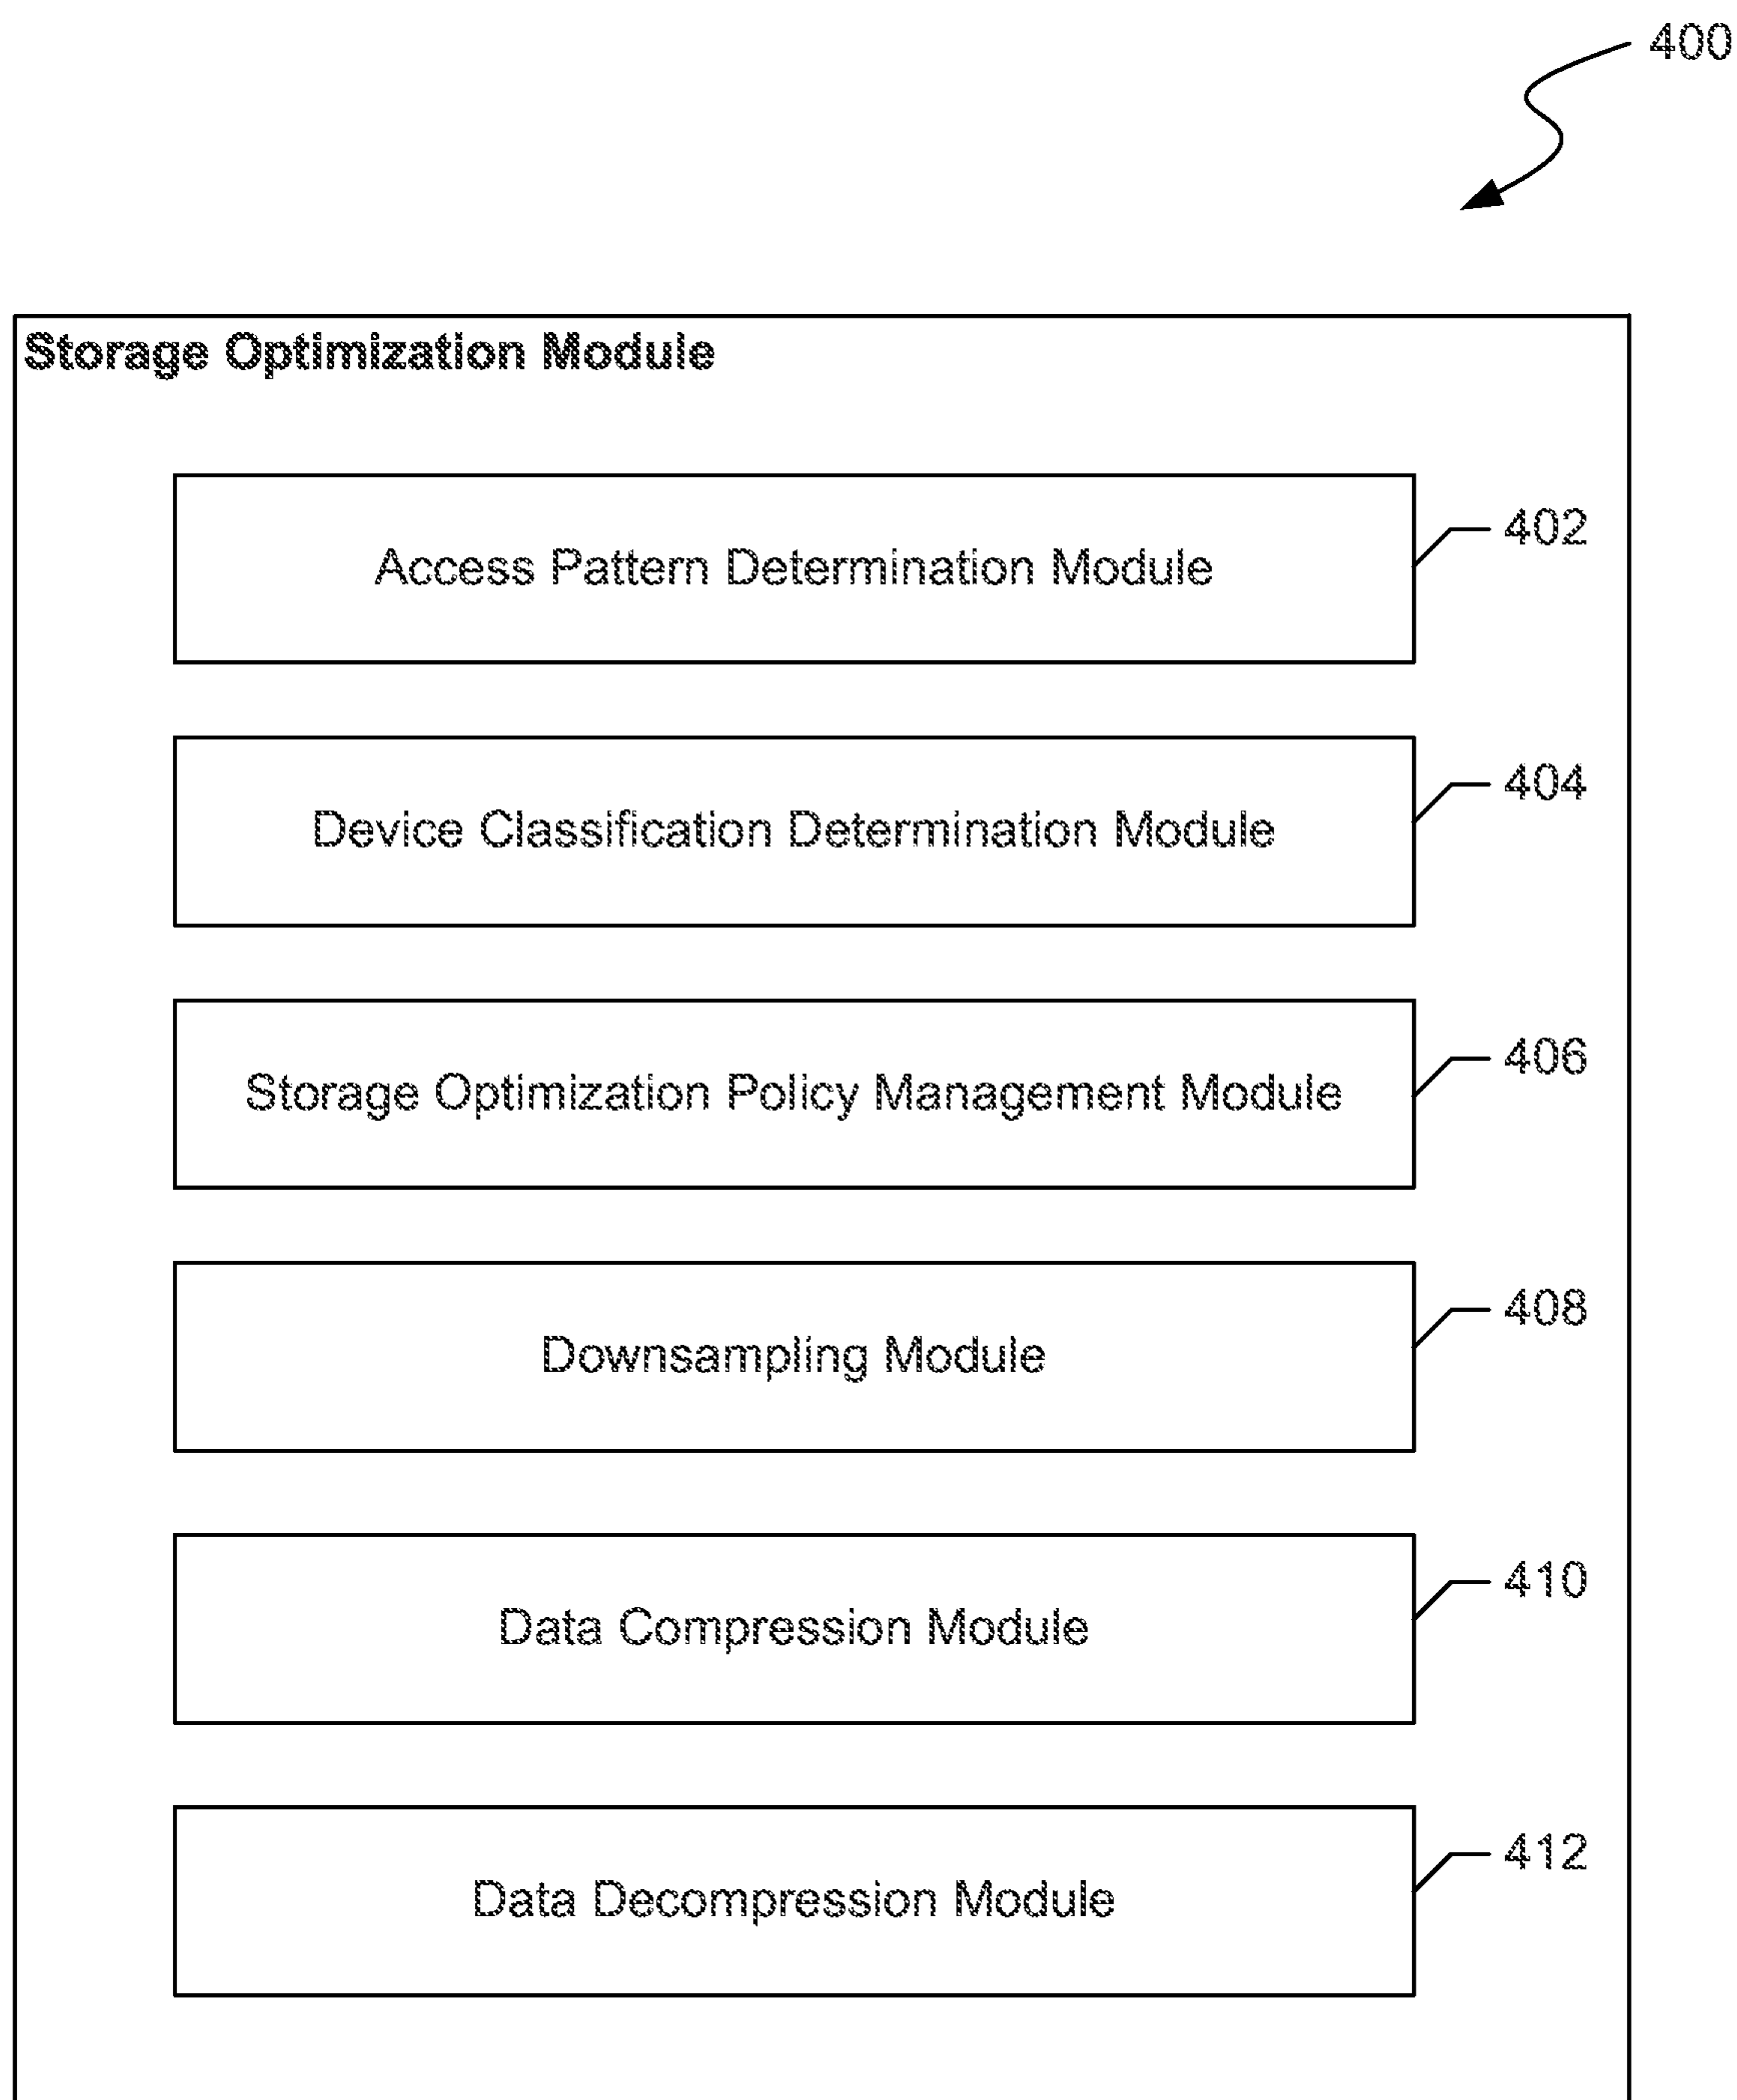 400
Storage Optimization Module
Access Pattern Determination Module
402
Device Classification Determination Module
404
Storage Optimization Policy Management Module
406
Downsampling Module
408
Data Compression Module
410
Data Decompression Module
412